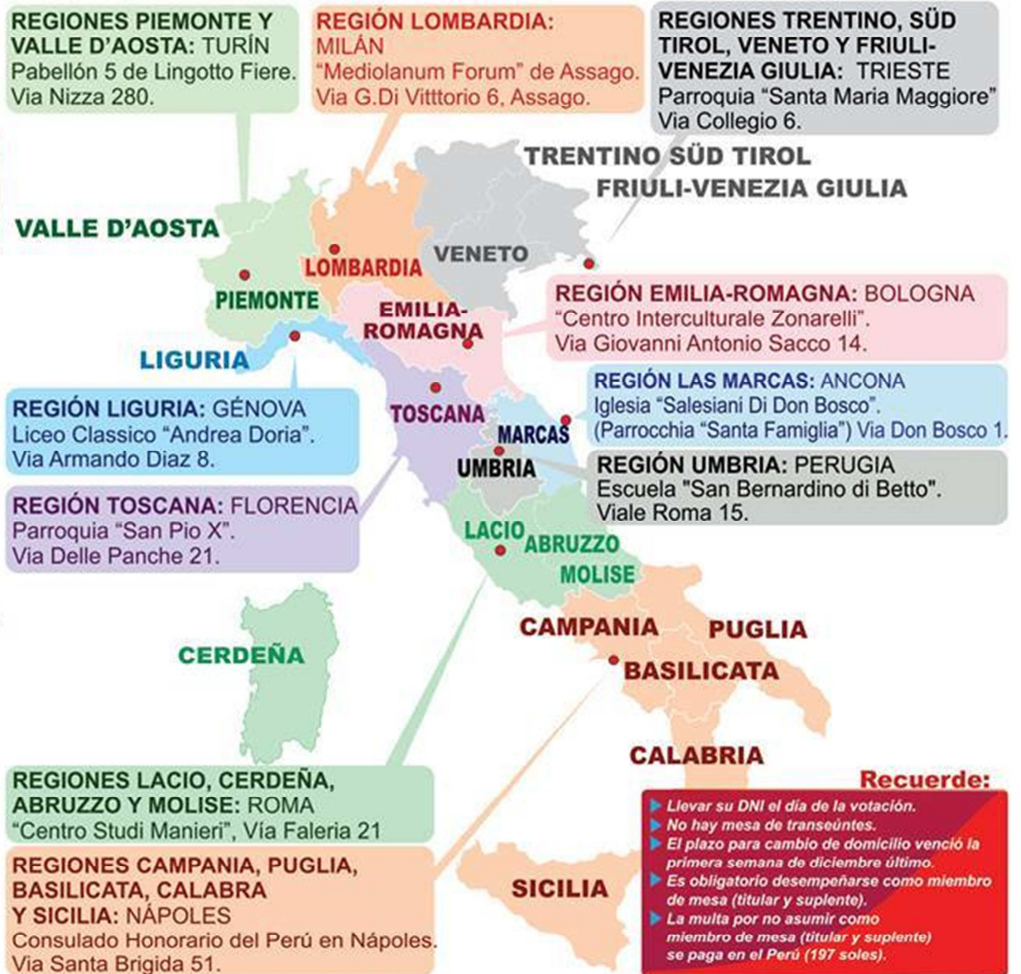 REGIONES PIEMONTE Y
VALLE D’AOSTA: TURÍN
Pabellón 5 de Lingotto Fiere.
Via Nizza 280.
REGIÓN LOMBARDIA:
MILÁN
“Mediolanum Forum” de Assago.
Via G.Di Vitttorio 6, Assago.
REGIONES TRENTINO, SÜD
TIROL, VENETO Y FRIULI-
VENEZIA GIULIA: TRIESTE
Parroquia “Santa Maria Maggiore”
Via Collegio 6.
TRENTINO SÜD TIROL
FRIULI-VENEZIA GIULIA
VALLE D’AOSTA
VENETO
LOMBARDIA
PIEMONTE
EMILIA-
ROMAGNA
LIGURIA
REGIÓN EMILIA-ROMAGNA: BOLOGNA
“Centro Interculturale Zonarelli”.
Via Giovanni Antonio Sacco 14.
REGIÓN LIGURIA: GÉNOVA
Liceo Classico “Andrea Doria”.
Via Armando Diaz 8.
TOSCANA
MARCAS
UMBRIA
REGIÓN LAS MARCAS: ANCONA
Iglesia “Salesiani Di Don Bosco”.
(Parrocchia “Santa Famiglia”) Via Don Bosco 1.
REGIÓN UMBRIA: PERUGIA
Escuela "San Bernardino di Betto".
Viale Roma 15.
REGIÓN TOSCANA: FLORENCIA
Parroquia “San Pio X”.
Via Delle Panche 21.
LACIO
ABRUZZO
MOLISE
CAMPANIA
PUGLIA
BASILICATA
CERDEÑA
CALABRIA
REGIONES LACIO, CERDEÑA,
ABRUZZO Y MOLISE: ROMA
“Centro Studi Manieri”, Vía Faleria 21
REGIONES CAMPANIA, PUGLIA,
BASILICATA, CALABRA
Y SICILIA: NÁPOLES
Consulado Honorario del Perú en Nápoles.
Via Santa Brigida 51.
SICILIA
Recuerde:
Llevar su DNI el día de la votación.
No hay mesa de transeúntes.
El plazo para cambio de domicilio venció la
primera semana de diciembre último.
Es obligatorio desempeñarse como miembro
de mesa (titular y suplente).
La multa por no asumir como
miembro de mesa (titular y suplente)
se paga en el Perú (197 soles).